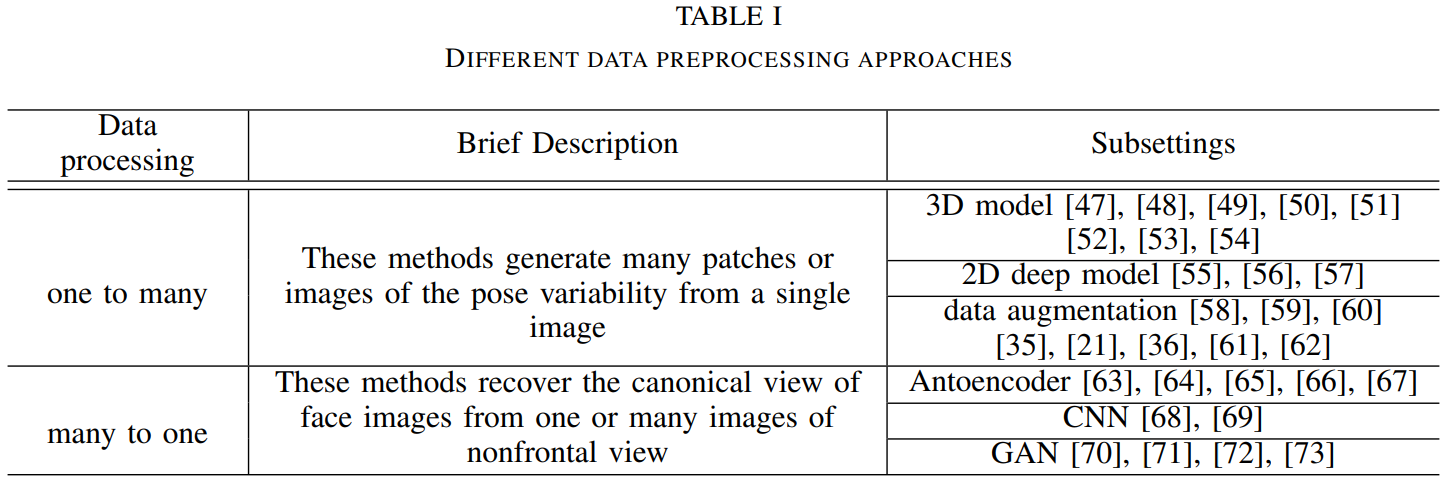 TABLE I
DIFFERENT DATA PREPROCESSING APPROACHES
Data
processing
Brief Description
Subsettings
one to many
These methods generate many patches or
images of the pose variability from a single
image
3D model [47], [48], [49], [50], [51]
[52], [53], [54]
2D deep model [55], [56], [57]
data augmentation [58], [59], [60]
[35], [21], [36], [61], [62]
many to one
These methods recover the canonical view of
face images from one or many images of
nonfrontal view
Antoencoder [63], [64], [65], [66], [67]
CNN [68], [69]
GAN [70], [71], [72], [73]